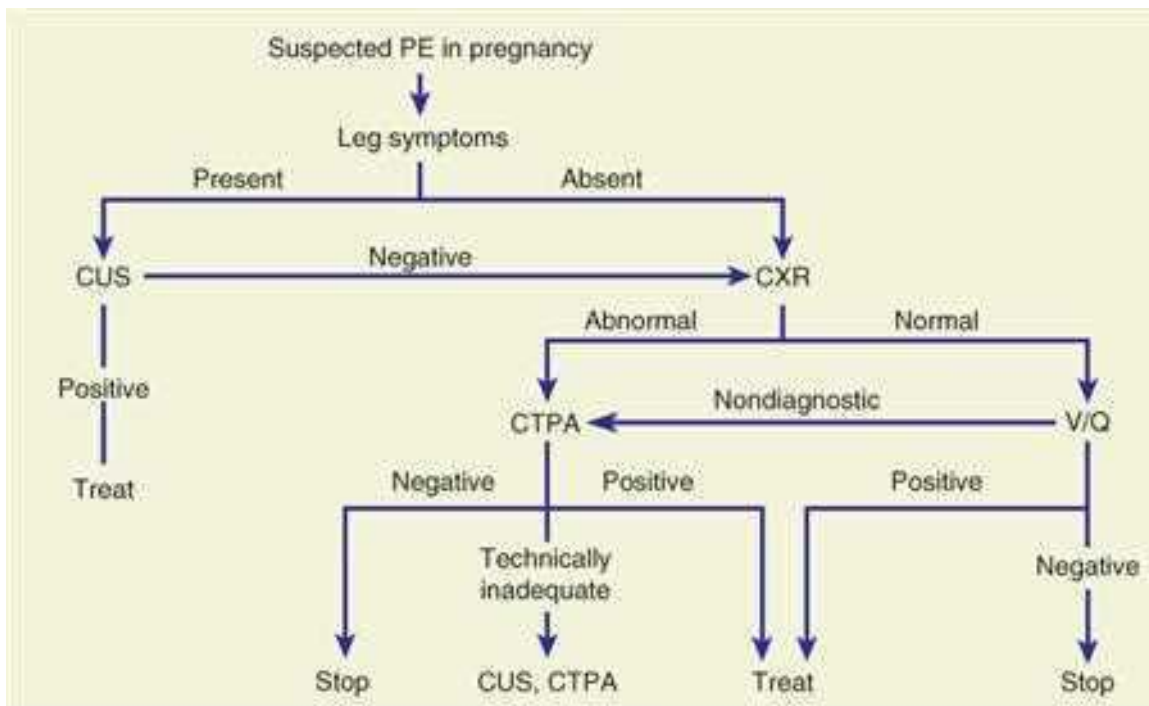 Suspected PE in pregnancy
Leg symptoms
Present
Absent
CUS
Negative
CXR
Abnormal
Normal
Positive
CTPA
Nondiagnostic
V/Q
Treat
Negative
Positive
Positive
Technically
inadequate
Negative
Stop
CUS, CTPA
Treat
Stop